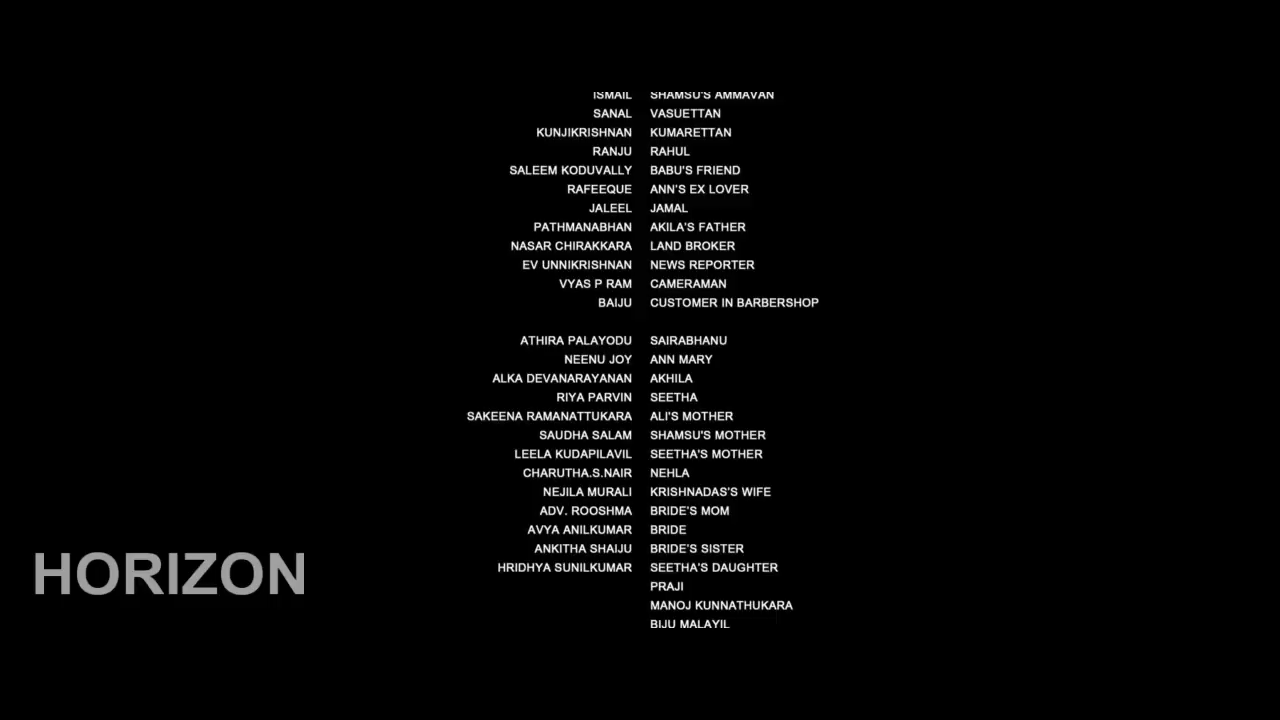 ISMAIL SHAMSU'S AMMAVAN
SANAL VASUETTAN
KUNJIKRISHNAN KUMARETTAN
RANJU RAHUL
SALEEM KODUVALLY BABU'S FRIEND
RAFEEQUE ANN'S EX LOVER
JALEEL JAMAL
PATHMANABHAN AKILA'S FATHER
NASAR CHIRAKKARA LAND BROKER
EV UNNIKRISHNAN NEWS REPORTER
VYAS P RAM CAMERAMAN
BAIJU CUSTOMER IN BARBERSHOP
ATHIRA PALAYODU SAIRABHANU
NEENU JOY ANN MARY
ALKA DEVANARAYANAN AKHILA
RIYA PARVIN SEETHA
SAKEENA RAMANATTUKARA ALI'S MOTHER
SAUDHA SALAM SHAMSU'S MOTHER
LEELA KUDAPILAVIL SEETHA'S MOTHER
CHARUTHA.S.NAIR NEHLA
NEJILA MURALI KRISHNADAS'S WIFE
ADV. ROOSHMA BRIDE'S MOM
AVYA ANILKUMAR BRIDE
ANKITHA SHAIJU BRIDE'S SISTER
HRIDHYA SUNILKUMAR SEETHA'S DAUGHTER
PRAJI
MANOJ KUNNATHUKARA
BIJU MALAYIL
HORIZON